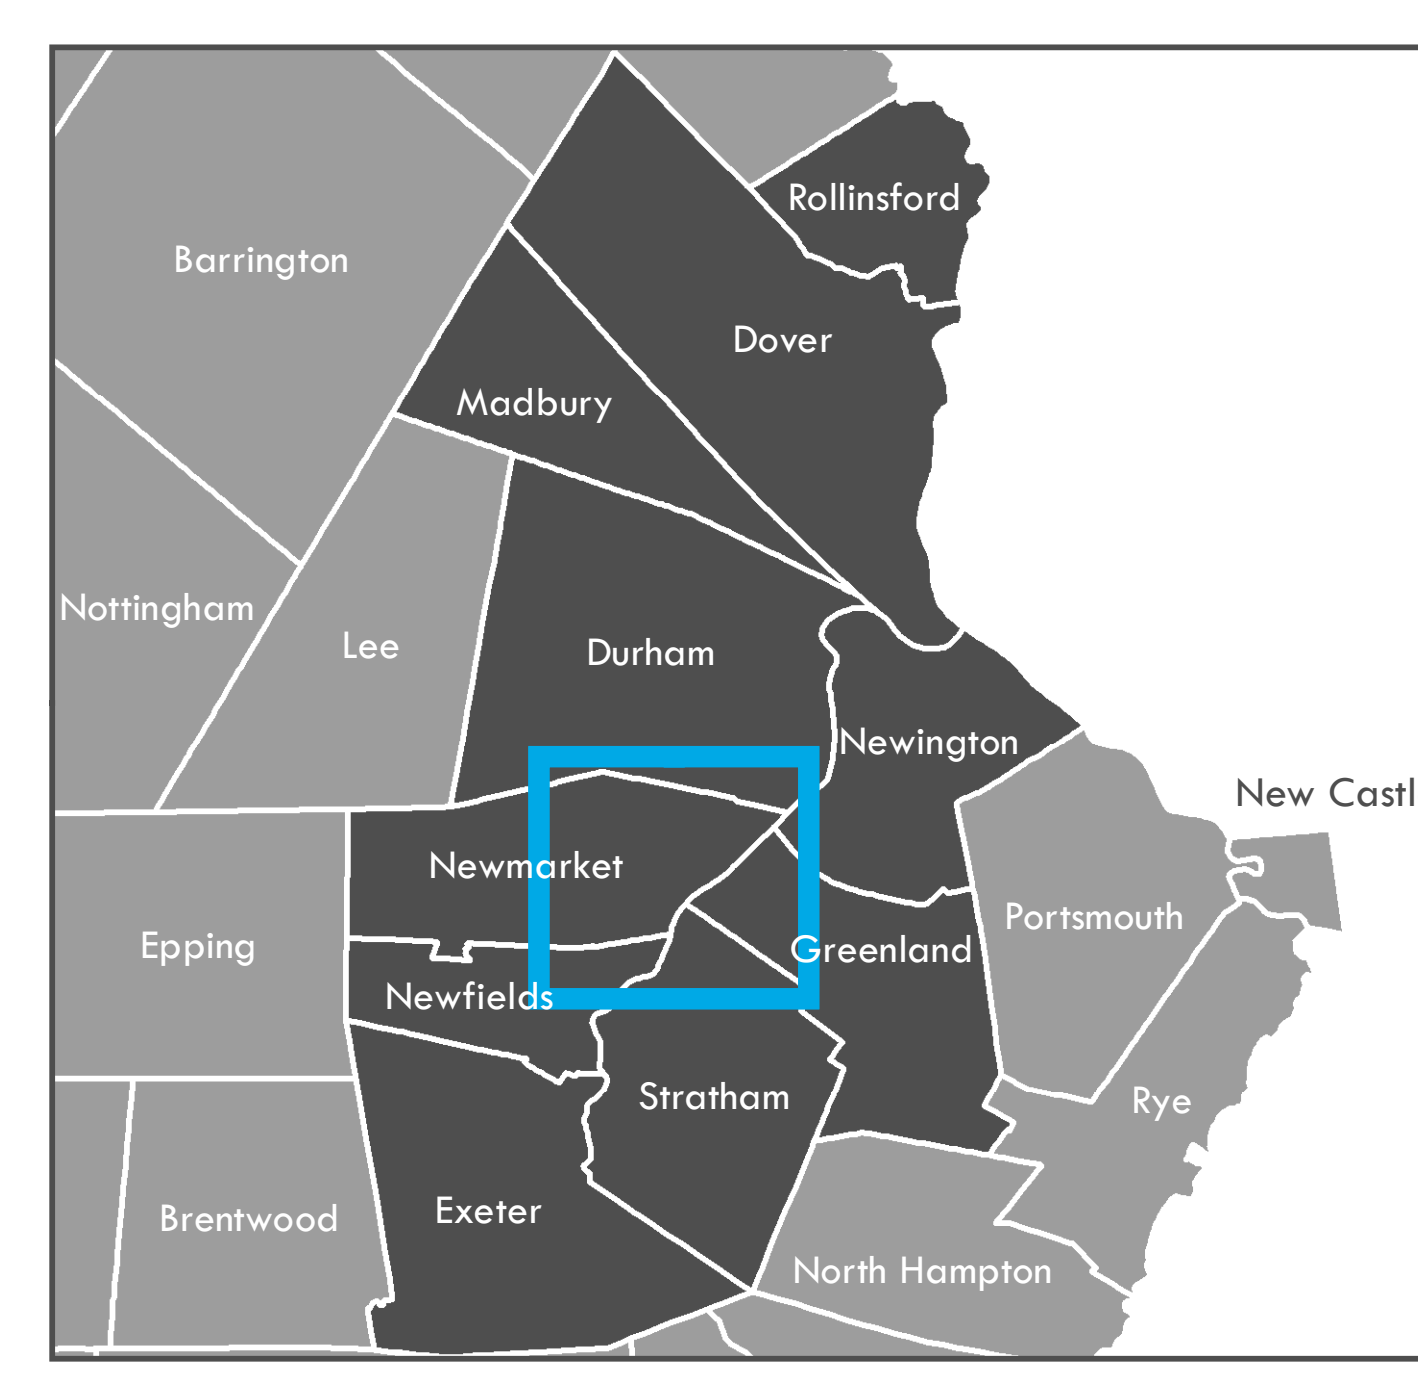 Rollinsford
Barrington
Dover
Madbury
Nottingham
Lee
Durham
Newington
New Castl
Newmarket
Portsmouth
Epping
Greenland
Newfields
Stratham
Rye
Exeter
Brentwood
North Hampton